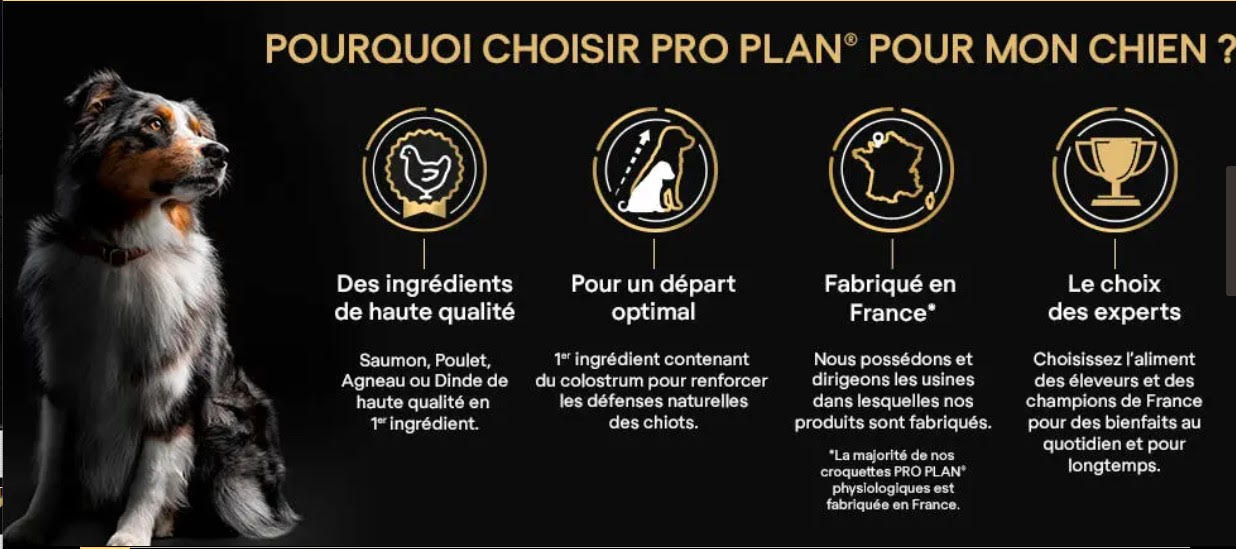 POURQUOI CHOISIR PRO PLAN® POUR MON CHIEN ?
Des ingrédients
de haute qualité
Saumon, Poulet,
Agneau ou Dinde de
haute qualité en
1er ingrédient.
Pour un départ
optimal
1er ingrédient contenant
du colostrum pour renforcer
les défenses naturelles
des chiots.
Fabriqué en
France*
Nous possédons et
dirigeons les usines
dans lesquelles nos
produits sont fabriqués.
*La majorité de nos
croquettes PRO PLAN®
physiologiques est
fabriquée en France.
Le choix
des experts
Choisissez l'aliment
des éleveurs et des
champions de France
pour des bienfaits au
quotidien et pour
longtemps.